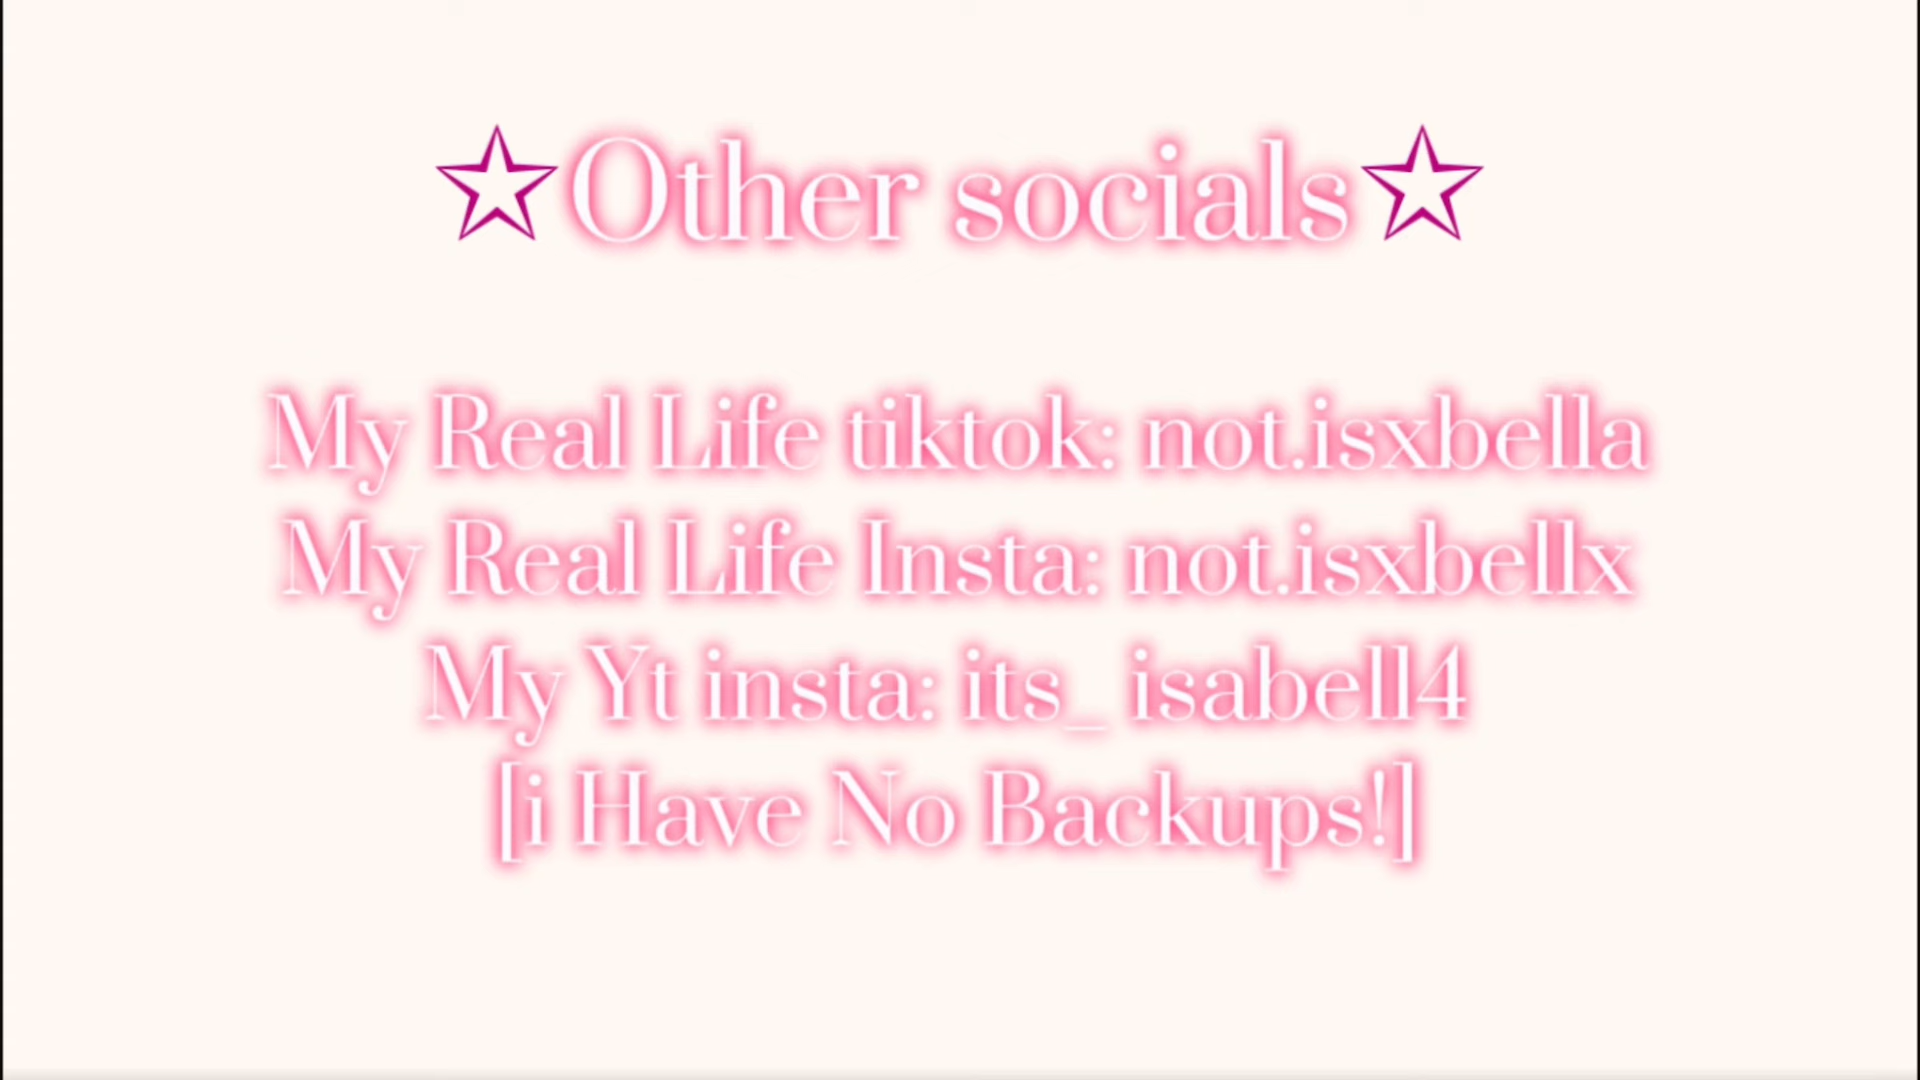 ☆Other socials☆
My Real Life tiktok: not.isxbella
My Real Life Insta: not.isxbellx
My Yt insta: its_ isabell4
[i Have No Backups!]